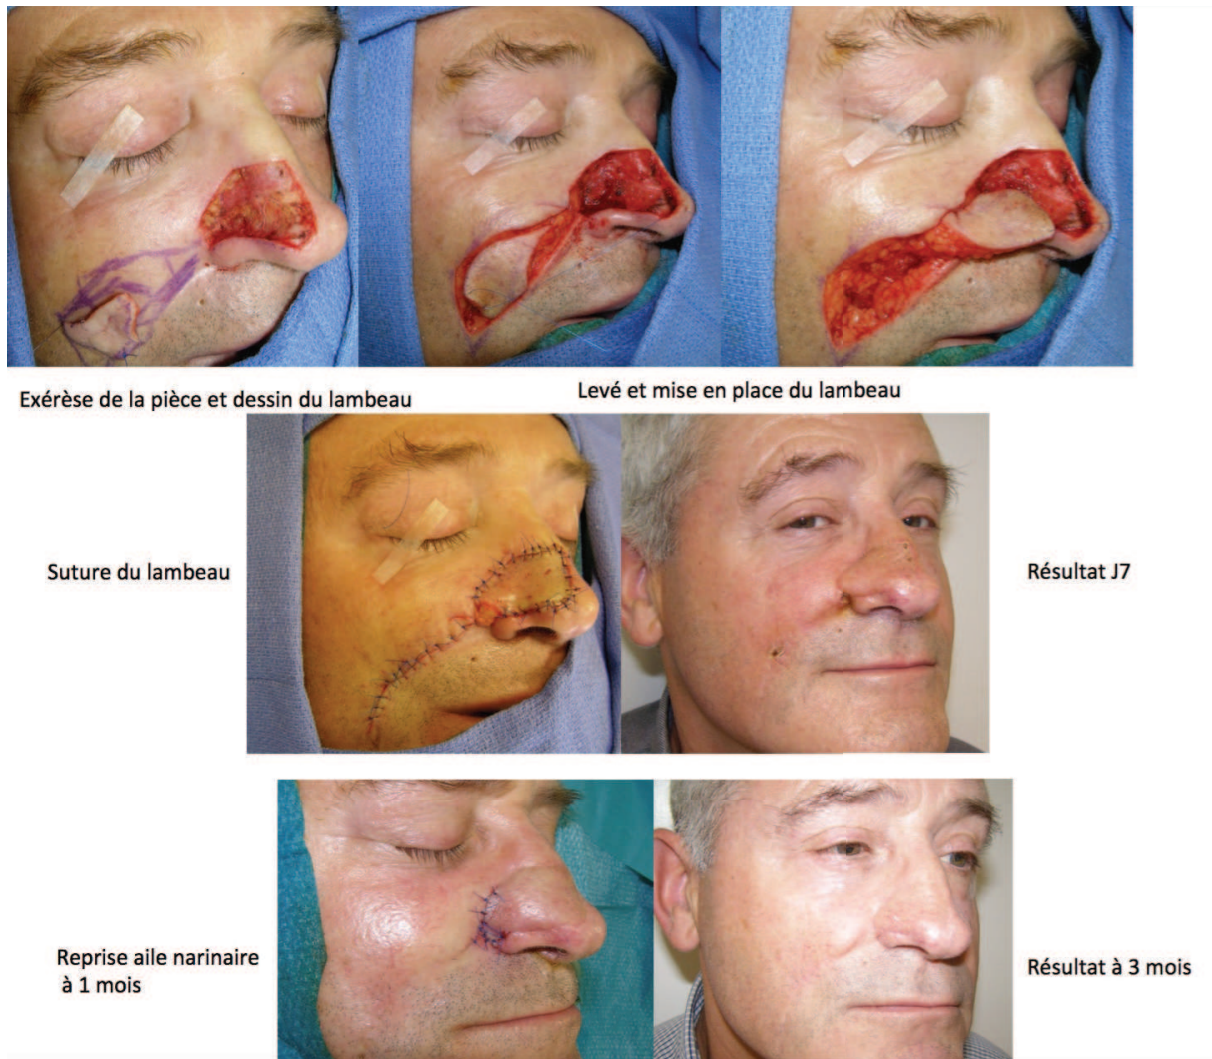 Exérèse de la pièce et dessin du lambeau
Levé et mise en place du lambeau
Suture du lambeau
Résultat J7
Reprise aile narinaire
à 1 mois
Résultat à 3 mois